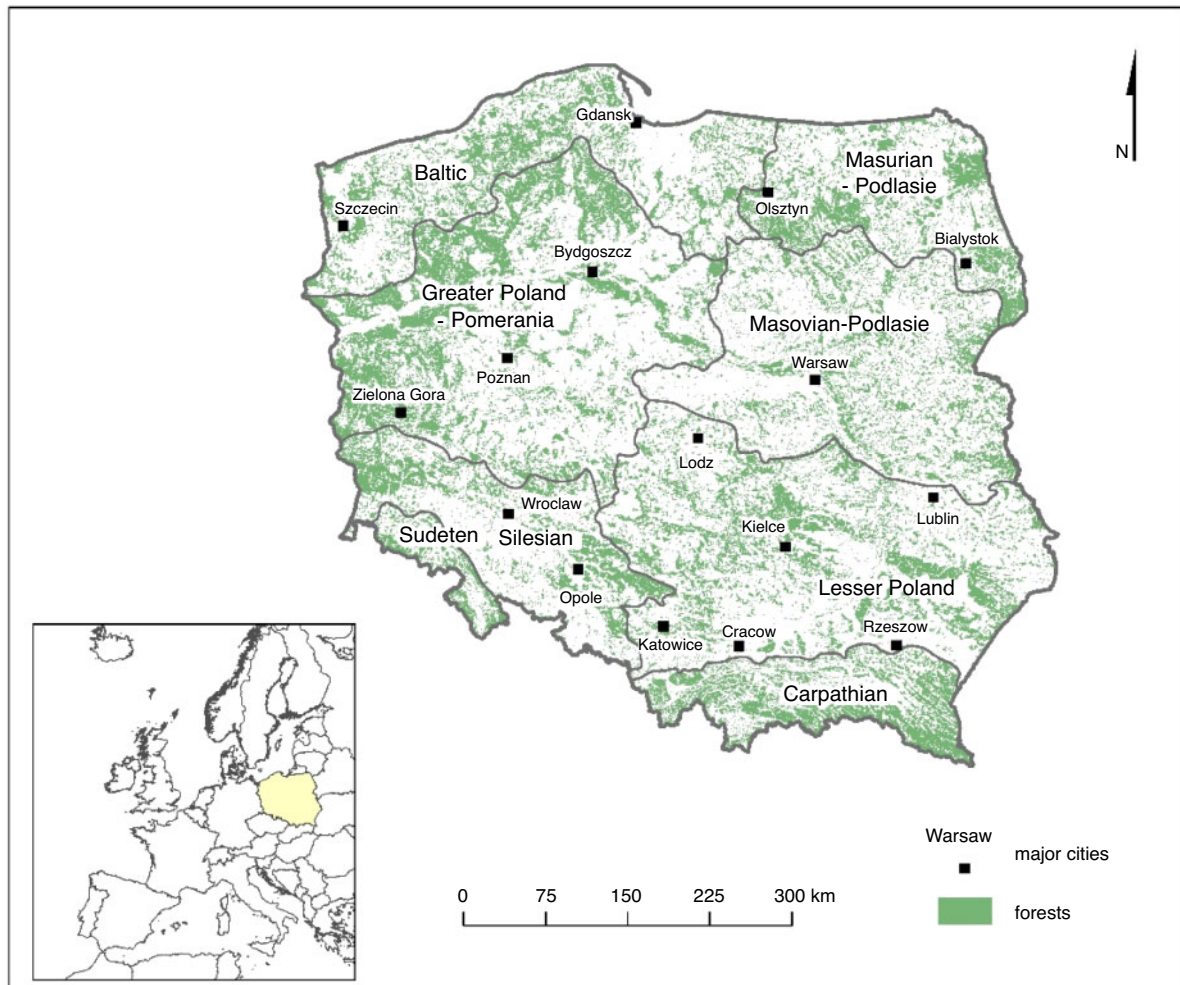 Gdansk
N
Baltic
Masurian
- Podlasie
Szczecin
Olsztyn
Bialystok
Bydgoszcz
Greater Poland
- Pomerania
Masovian-Podlasie
Warsaw
Poznan
Zielona Gora
Lodz
Wroclaw
Lublin
Sudeten
Silesian
Kielce
Opole
Lesser Poland
Katowice
Cracow
Rzeszow
Carpathian
Warsaw
major cities
0 75 150 225 300 km
forests